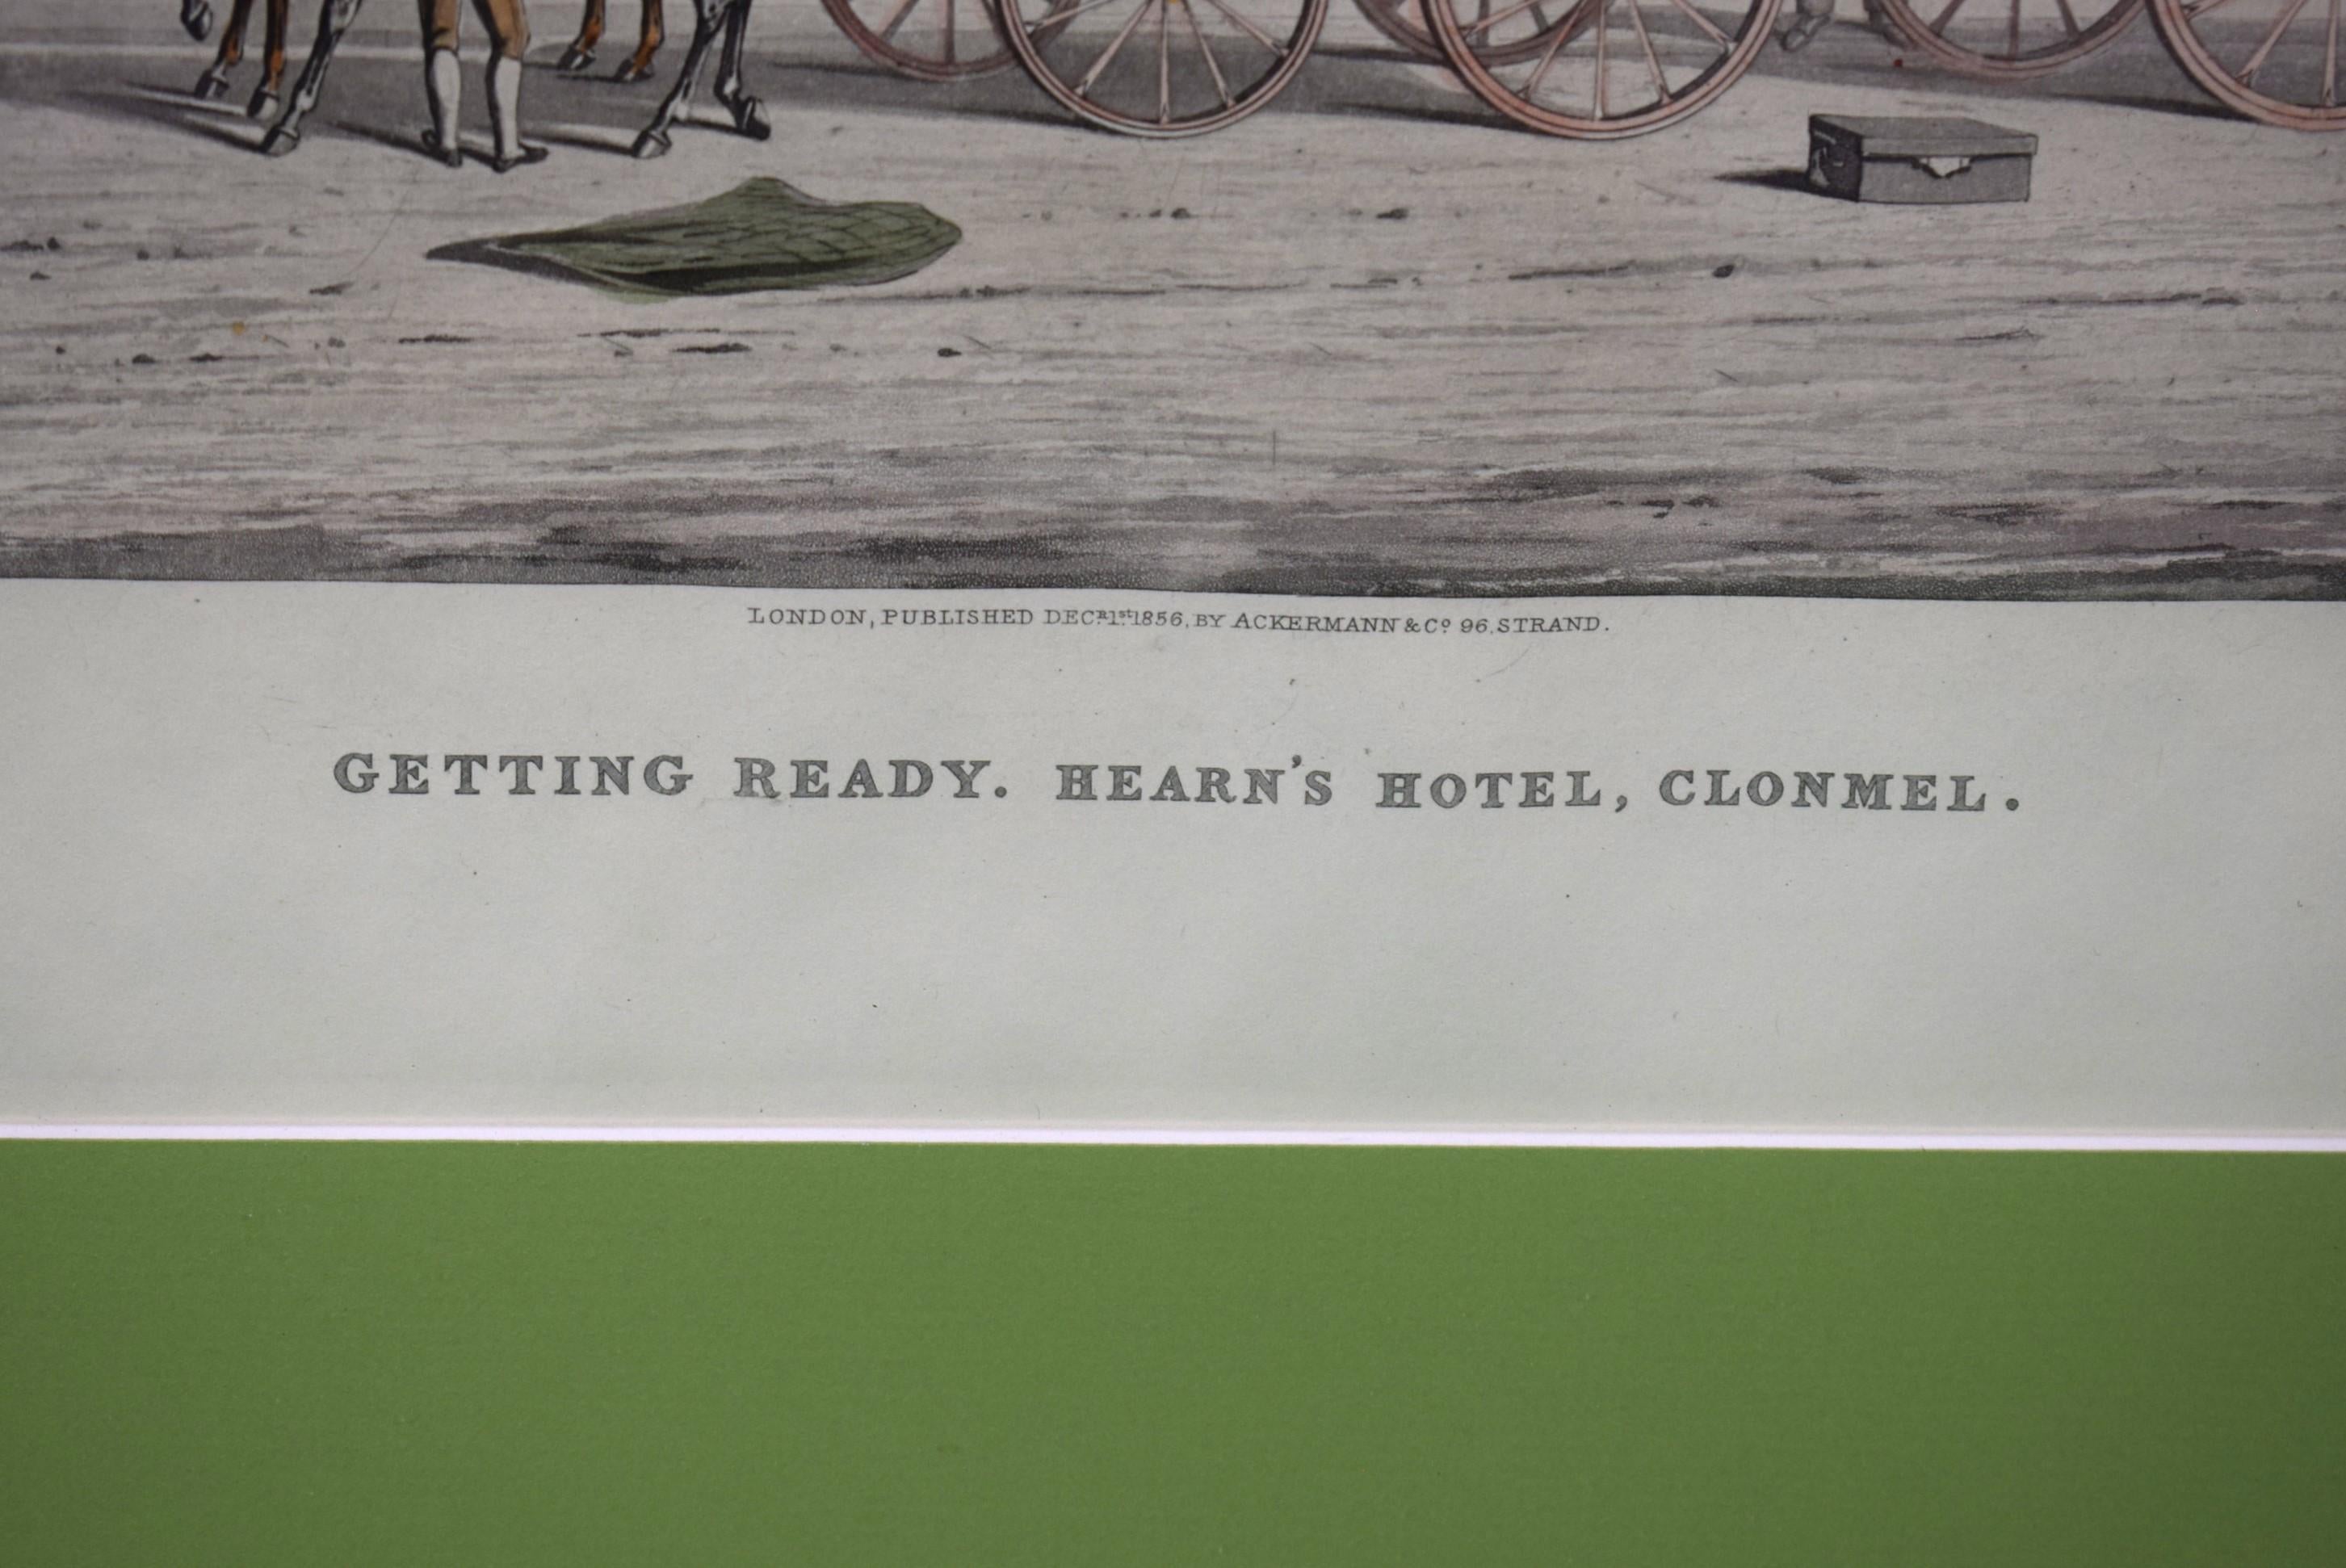 LONDON, PUBLISHED DECR. 1st. 1856, BY ACKERMANN & Co. 96, STRAND.
GETTING READY. HEARN'S HOTEL, CLONMEL.